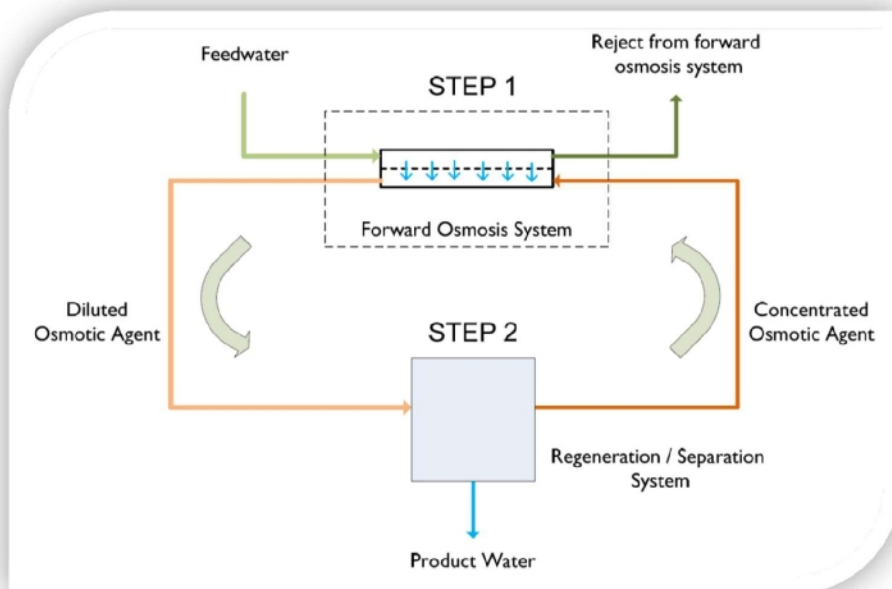 Feedwater
Reject from forward
osmosis system
STEP 1
Forward Osmosis System
Diluted
Osmotic Agent
Concentrated
Osmotic Agent
STEP 2
Regeneration / Separation
System
Product Water